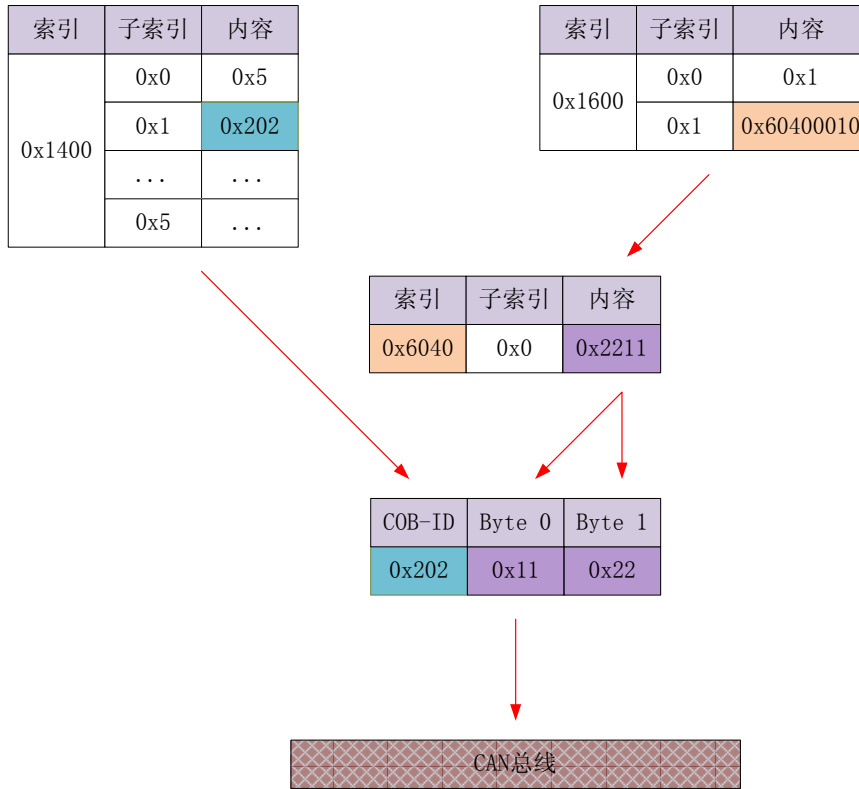 索引 子索引 内容
0x1400
0x0 0x5
0x1 0x202
... ...
0x5 ...
索引 子索引 内容
0x1600
0x0 0x1
0x1 0x60400010
索引 子索引 内容
0x6040 0x0 0x2211
COB-ID Byte 0 Byte 1
0x202 0x11 0x22
CAN总线